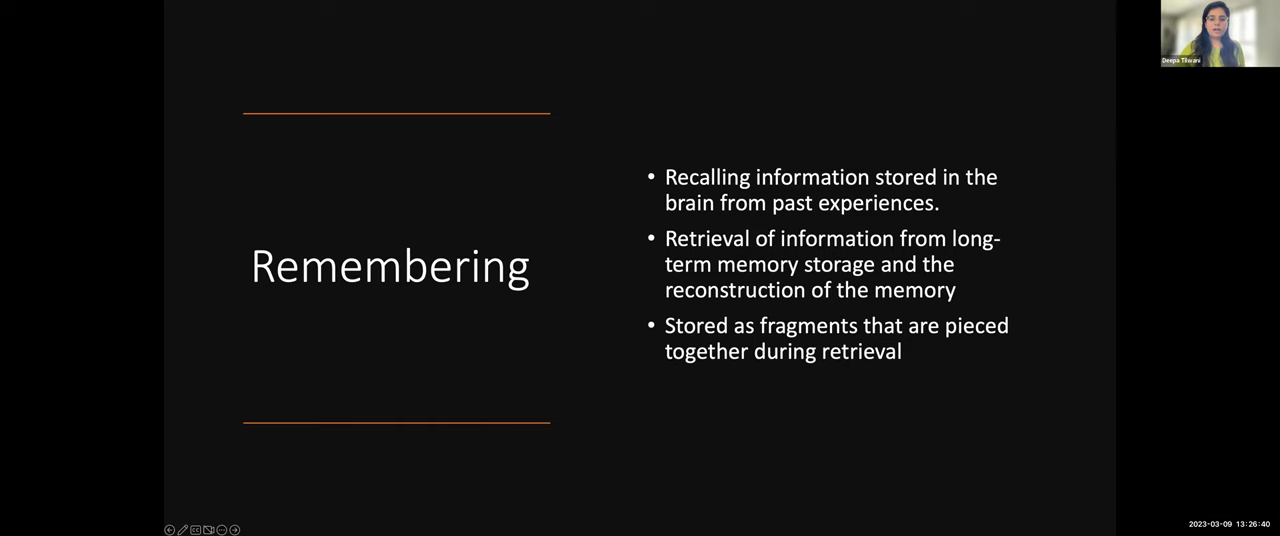 Deepa Tilwani
Remembering
• Recalling information stored in the
brain from past experiences.
• Retrieval of information from long-
term memory storage and the
reconstruction of the memory
• Stored as fragments that are pieced
together during retrieval
2023-03-09 13:26:40